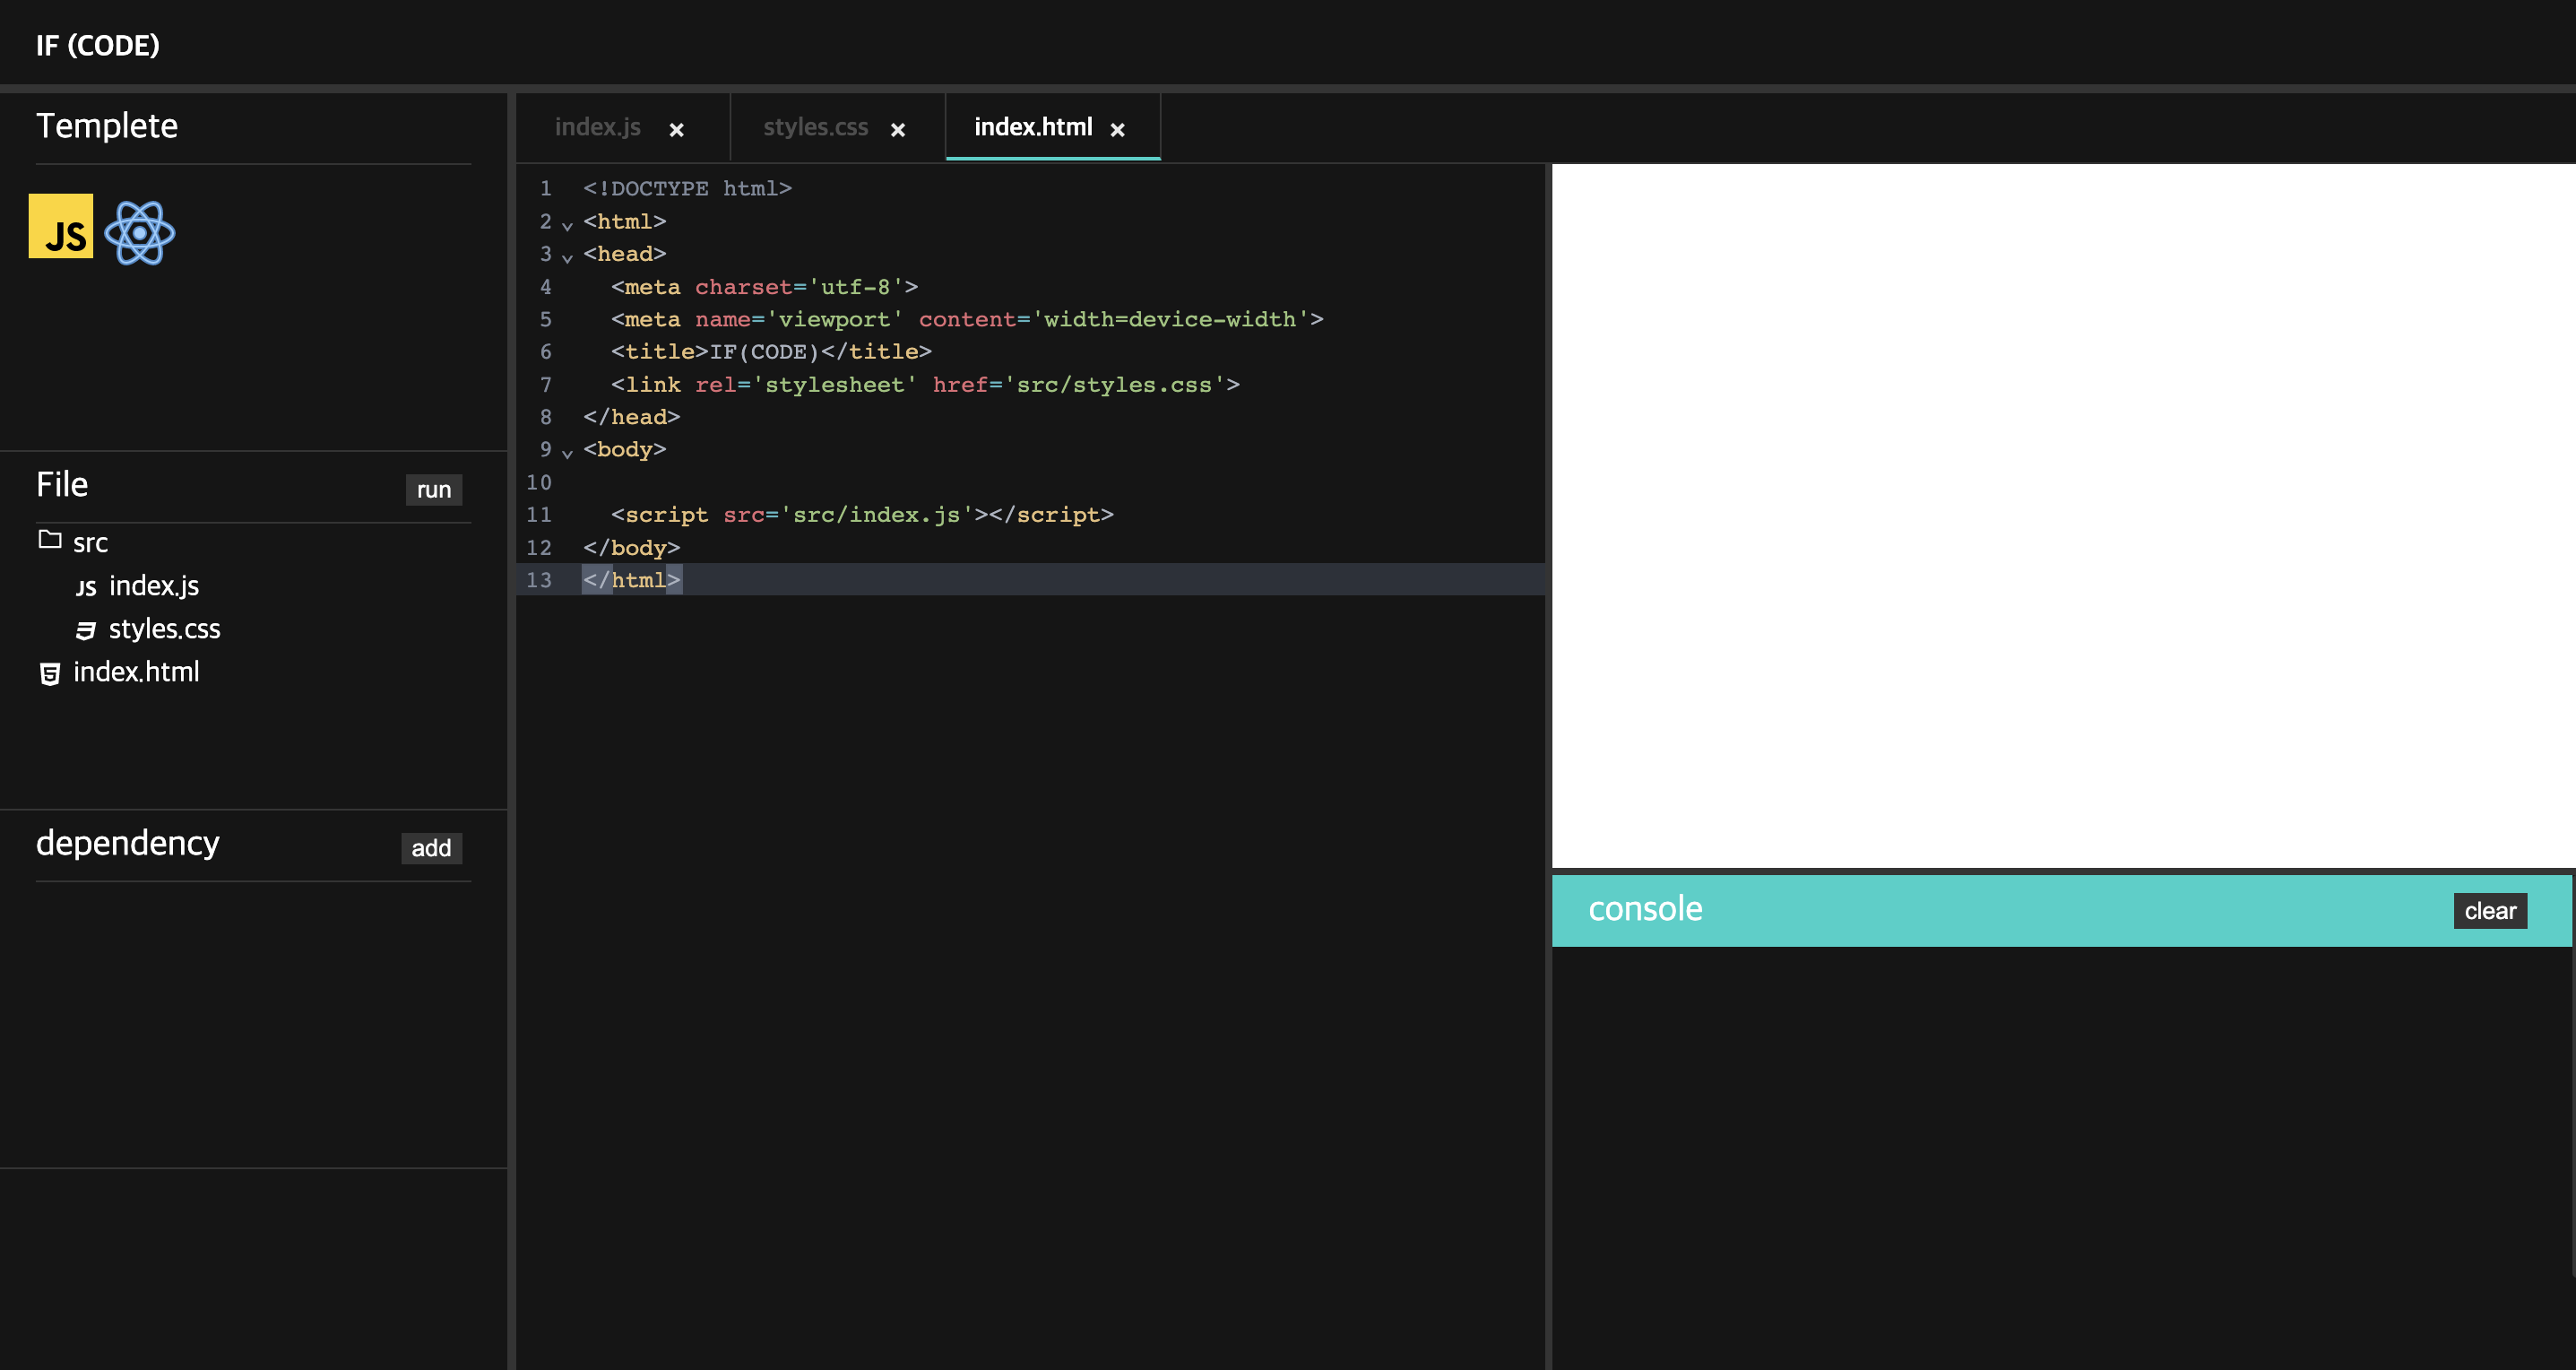 IF (CODE)
Templete
JS
File
run
src
JS index.js
styles.css
5 index.html
dependency
add
index.js ×
styles.css ×
index.html ×
1 <!DOCTYPE html>
2 <html>
3 <head>
4 <meta charset='utf-8'>
5 <meta name='viewport' content='width=device-width'>
6 <title>IF(CODE)</title>
7 <link rel='stylesheet' href='src/styles.css'>
8 </head>
9 <body>
10
11 <script src='src/index.js'></script>
12 </body>
13 </html>
console
clear